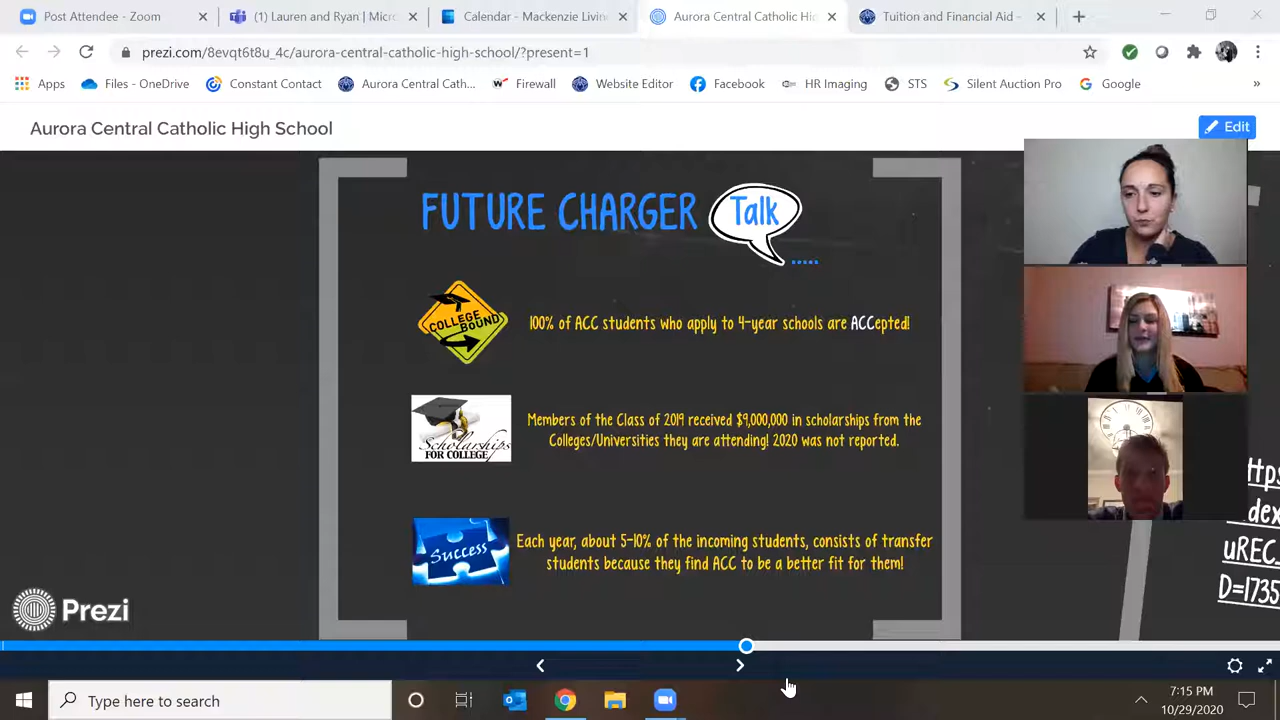 Post Attendee - Zoom
(1) Lauren and Ryan | Micr
Calendar - Mackenzie Livin
Aurora Central Catholic Hi
Tuition and Financial Aid -
prezi.com/8evqt6t8u_4c/aurora-central-catholic-high-school/?present=1
Apps
Files - OneDrive
Constant Contact
Aurora Central Cath...
Firewall
Website Editor
Facebook
HR Imaging
STS
Silent Auction Pro
Google
Aurora Central Catholic High School
Edit
FUTURE CHARGER Talk
COLLEGE BOUND
100% of ACC students who apply to 4-year schools are ACCepted!
Scholarships
FOR COLLEGE
Members of the Class of 2019 received $9,000,000 in scholarships from the
Colleges/Universities they are attending! 2020 was not reported.
Success
Each year, about 5-10% of the incoming students, consists of transfer
students because they find ACC to be a better fit for them!
ttps
dex
uREC_
D=1735
Prezi
Type here to search
7:15 PM
10/29/2020